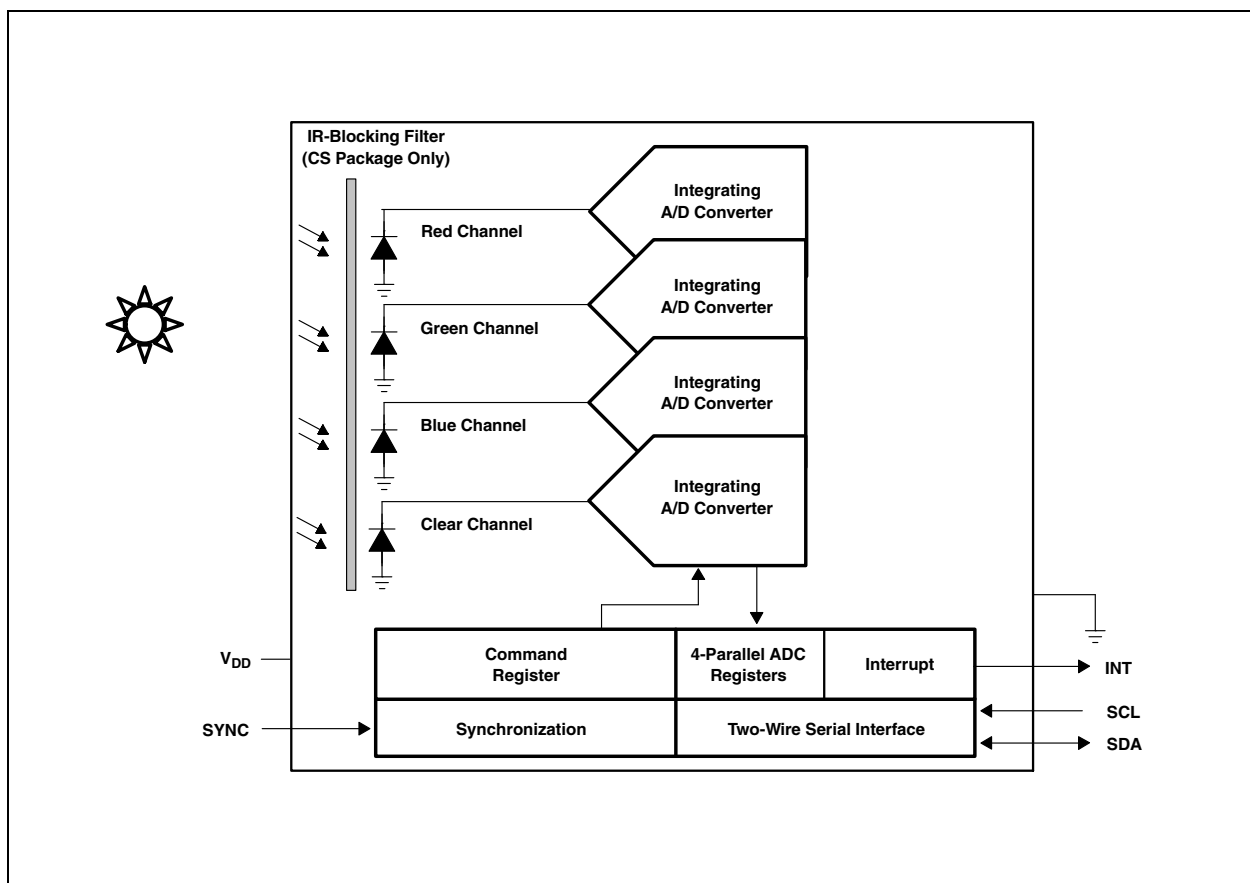 IR-Blocking Filter
(CS Package Only)
Integrating
A/D Converter
Red Channel
Integrating
A/D Converter
Green Channel
Integrating
A/D Converter
Blue Channel
Integrating
A/D Converter
Clear Channel
VDD
Command
Register
4-Parallel ADC
Registers
Interrupt
INT
SYNC
Synchronization
Two-Wire Serial Interface
SCL
SDA